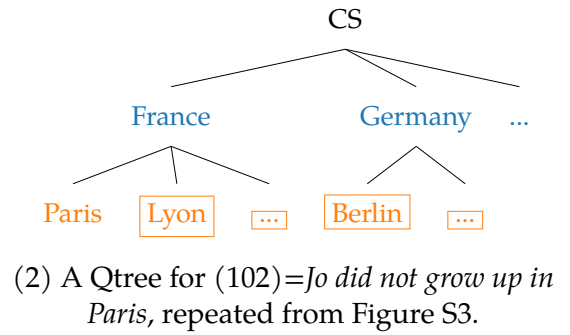 CS
France Germany ...
Paris Lyon ... Berlin ...
(2) A Qtree for (102)=Jo did not grow up in
Paris, repeated from Figure S3.